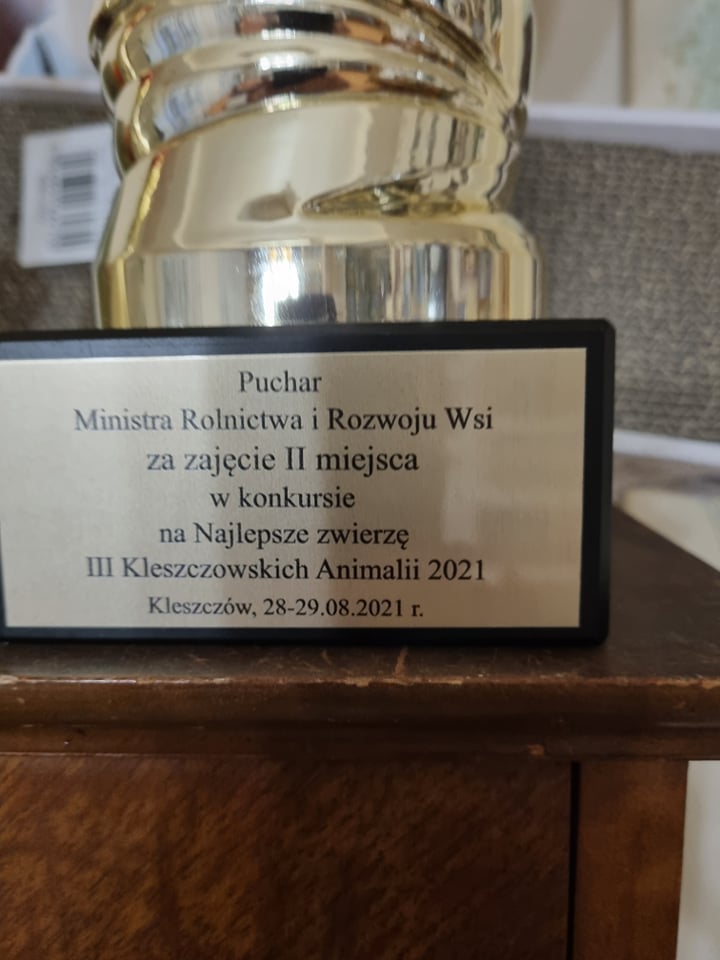 Puchar
Ministra Rolnictwa i Rozwoju Wsi
za zajęcie II miejsca
w konkursie
na Najlepsze zwierzę
III Kleszczowskich Animalii 2021
Kleszczów, 28-29.08.2021 r.